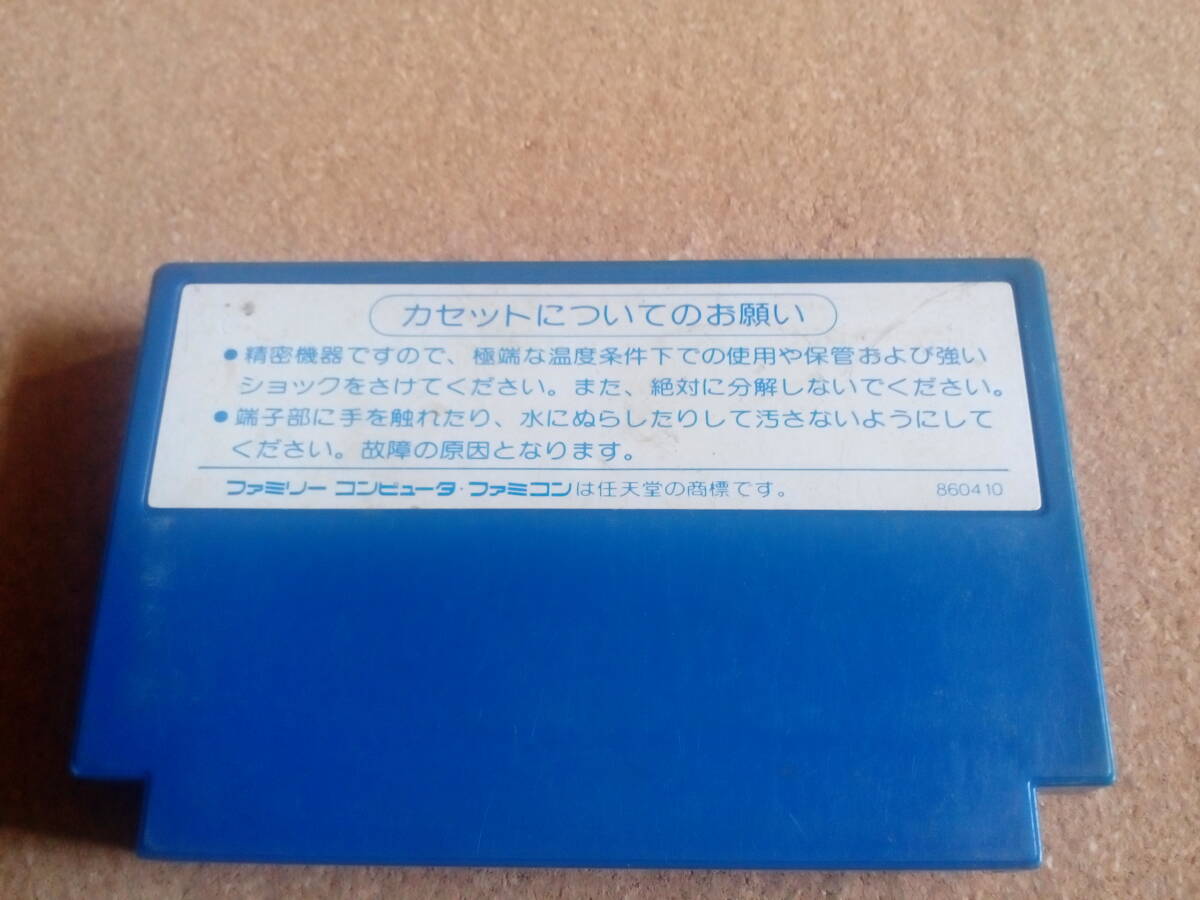 カセットについてのお願い
● 精密機器ですので、極端な温度条件下での使用や保管および強い
ショックをさけてください。また、絶対に分解しないでください。
● 端子部に手を触れたり、水にぬらしたりして汚さないようにして
ください。故障の原因となります。
ファミリー コンピュータ・ファミコンは任天堂の商標です。 860410